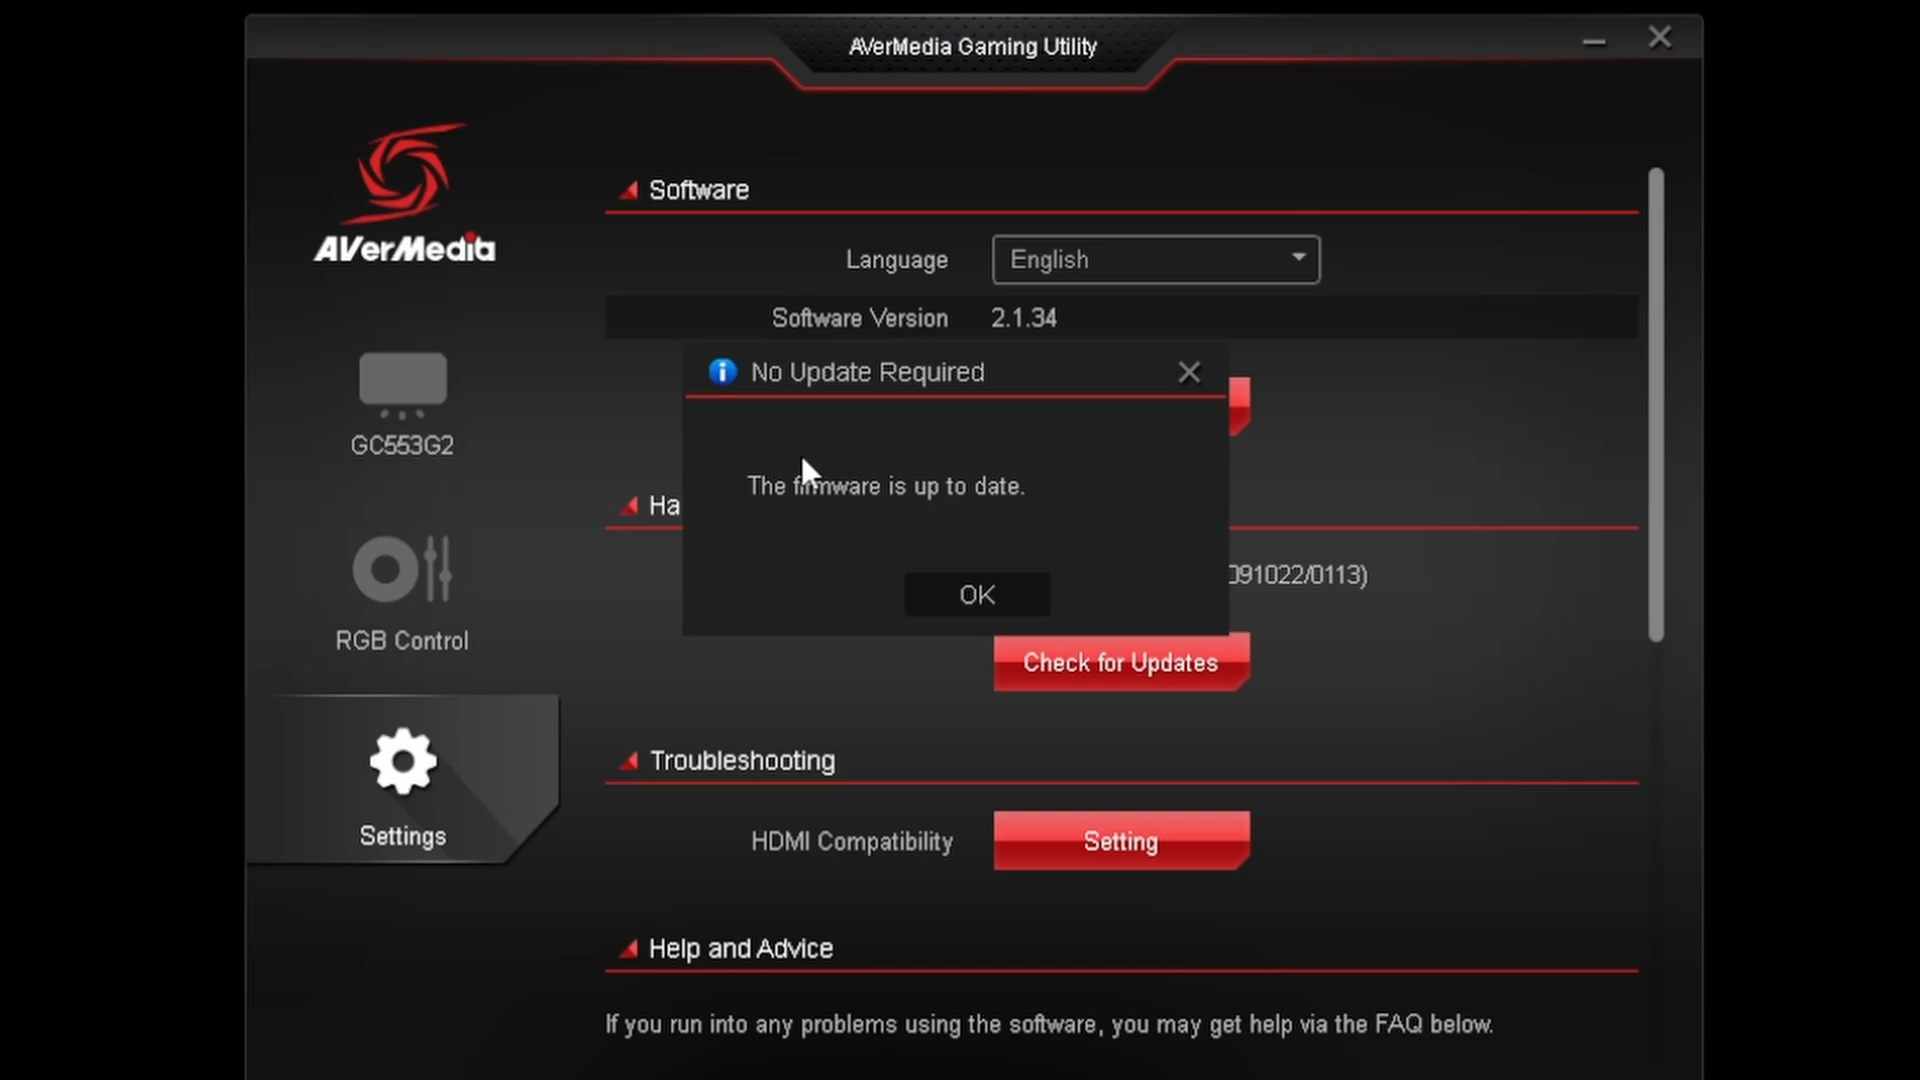 AVerMedia Gaming Utility
AVerMedia
GC553G2
RGB Control
Settings
Software
Language English
Software Version 2.1.34
No Update Required
The firmware is up to date.
OK
Ha
091022/0113)
Check for Updates
Troubleshooting
HDMI Compatibility Setting
Help and Advice
If you run into any problems using the software, you may get help via the FAQ below.